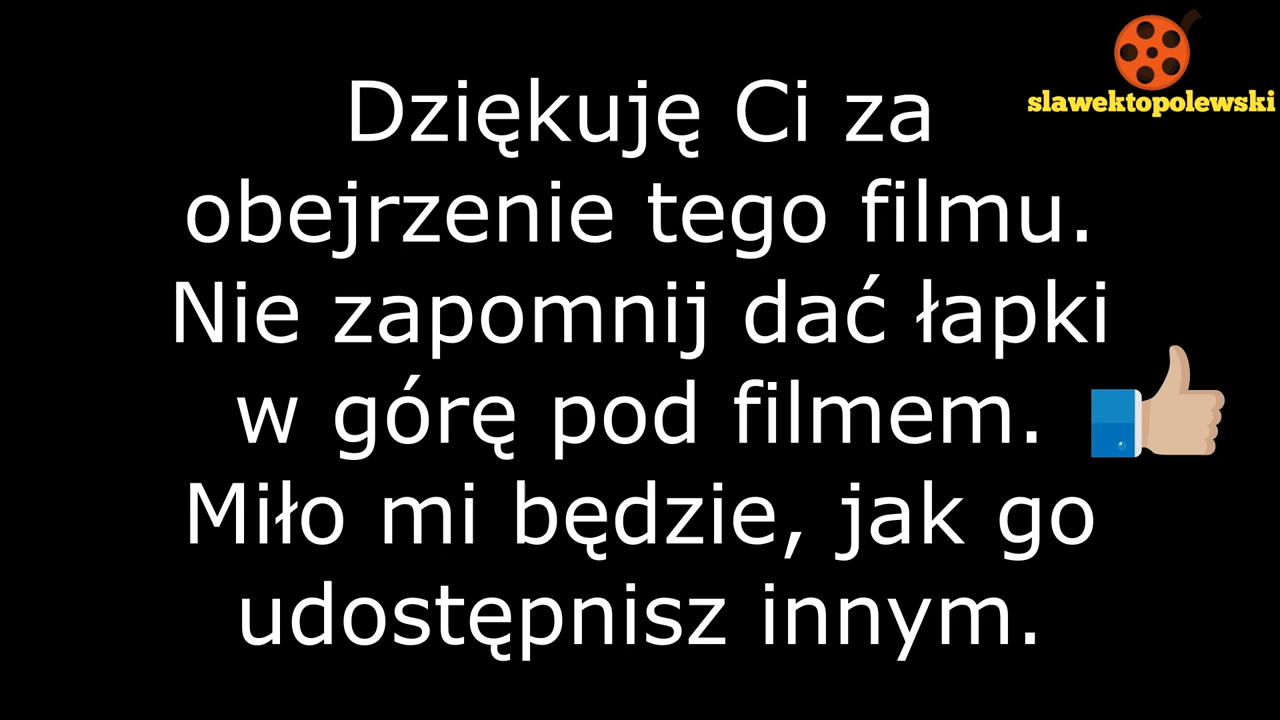 slawektopolewski
Dziękuję Ci za
obejrzenie tego filmu.
Nie zapomnij dać łapki
w górę pod filmem.
Miło mi będzie, jak go
udostępnisz innym.